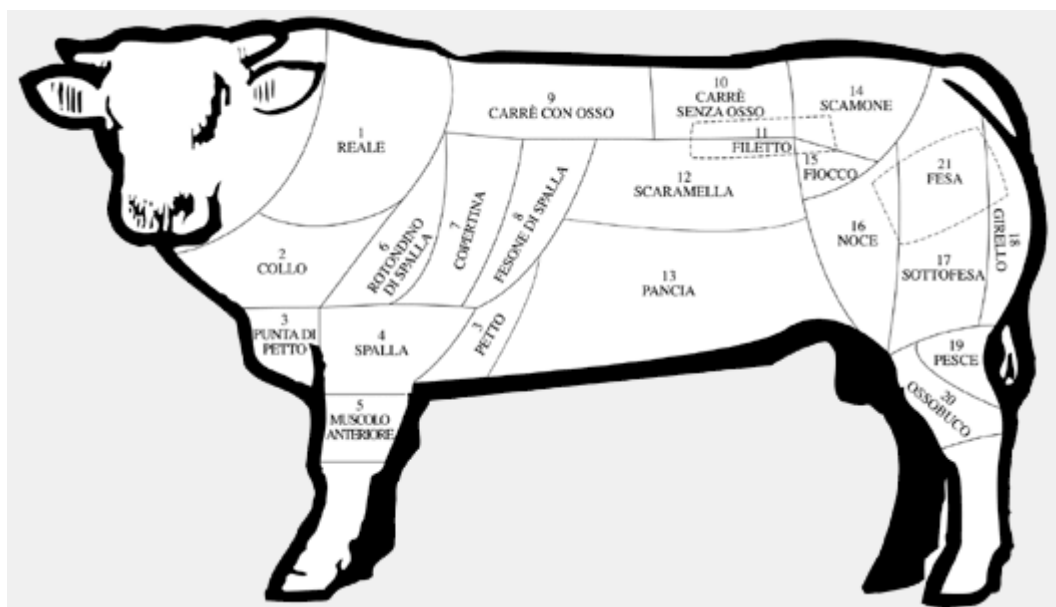 1
REALE
2
COLLO
3
PUNTA DI
PETTO
4
SPALLA
5
MUSCOLO
ANTERIORE
6
ROTONDINO
DI SPALLA
7
COPERTINA
8
FESONE DI SPALLA
3
PETTO
9
CARRÈ CON OSSO
10
CARRÈ
SENZA OSSO
11
FILETTO
12
SCARAMELLA
13
PANCIA
14
SCAMONE
15
FIOCCO
16
NOCE
17
SOTTOFESA
18
GIRELLO
19
PESCE
20
OSSOBUCO
21
FESA